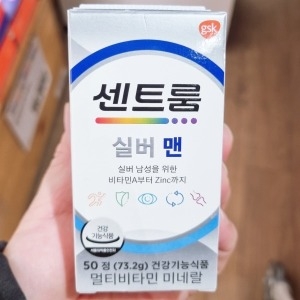 gsk
센트룸
실버 맨
실버 남성을 위한
비타민A부터 Zinc까지
건강
기능식품
50 정 (73.2g) 건강기능식품
멀티비타민 미네랄